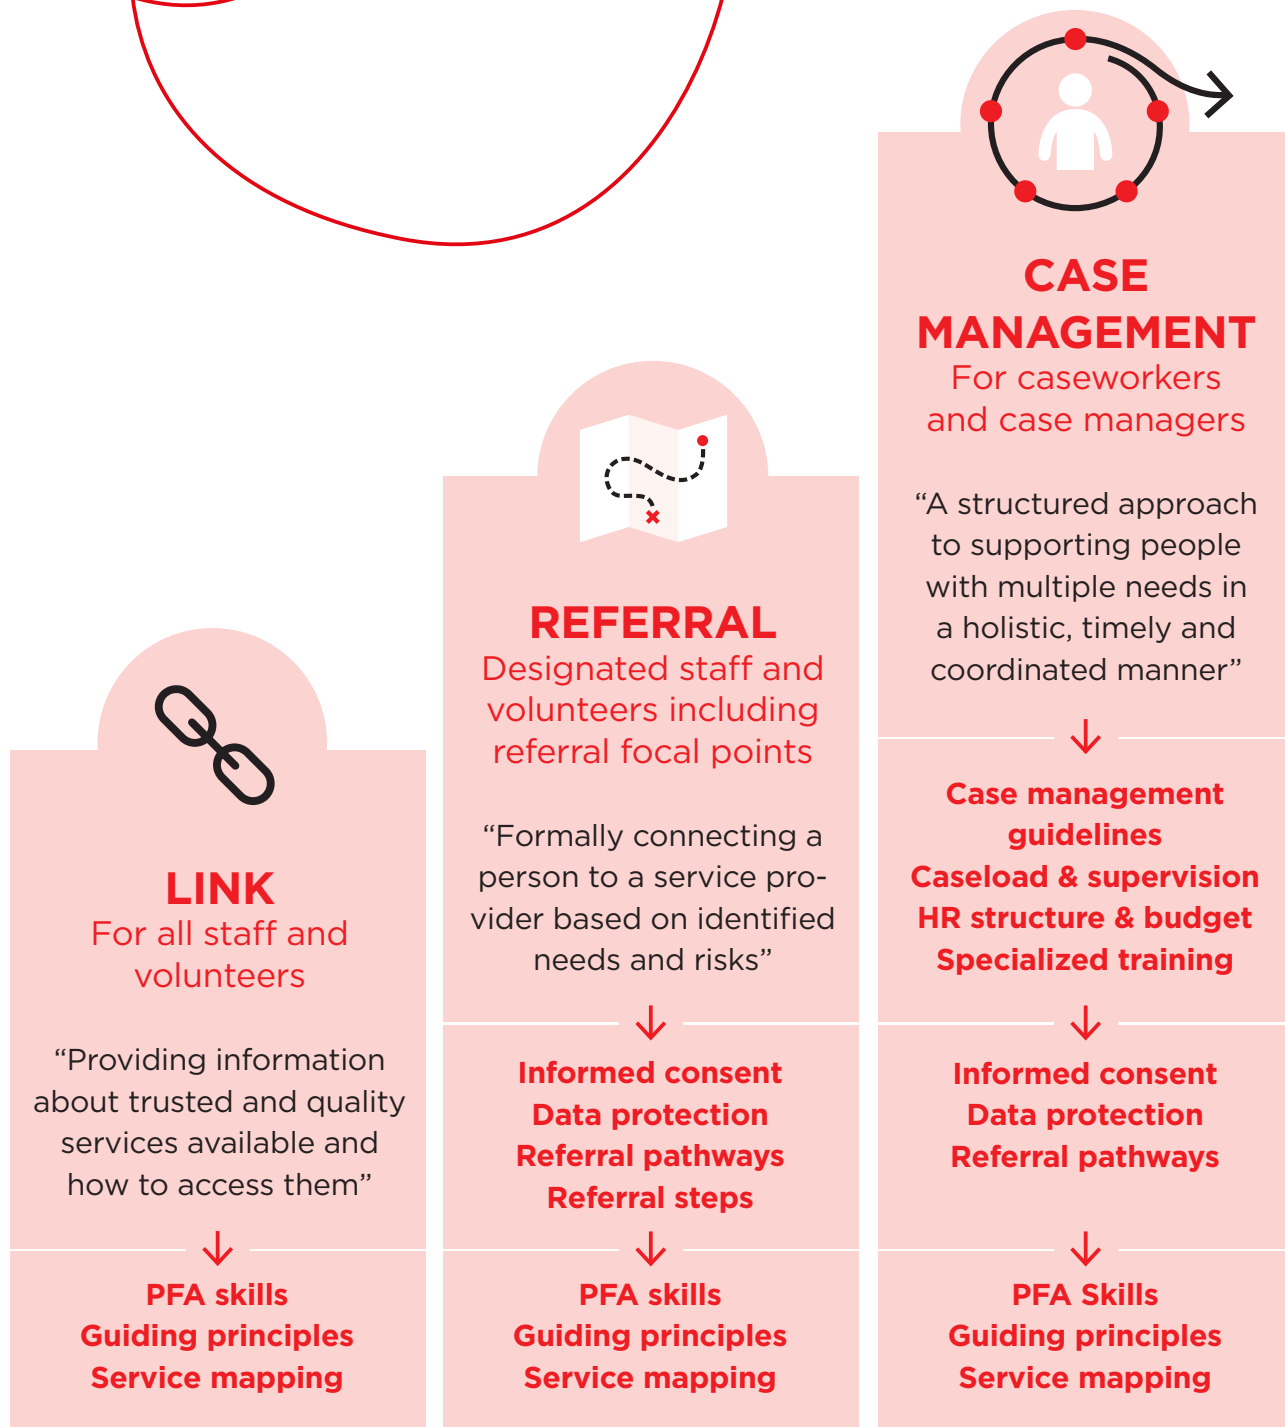 LINK
For all staff and
volunteers
“Providing information
about trusted and quality
services available and
how to access them”
PFA skills
Guiding principles
Service mapping
REFERRAL
Designated staff and
volunteers including
referral focal points
“Formally connecting a
person to a service pro-
vider based on identified
needs and risks”
Informed consent
Data protection
Referral pathways
Referral steps
PFA skills
Guiding principles
Service mapping
CASE
MANAGEMENT
For caseworkers
and case managers
“A structured approach
to supporting people
with multiple needs in
a holistic, timely and
coordinated manner”
Case management
guidelines
Caseload & supervision
HR structure & budget
Specialized training
Informed consent
Data protection
Referral pathways
PFA Skills
Guiding principles
Service mapping